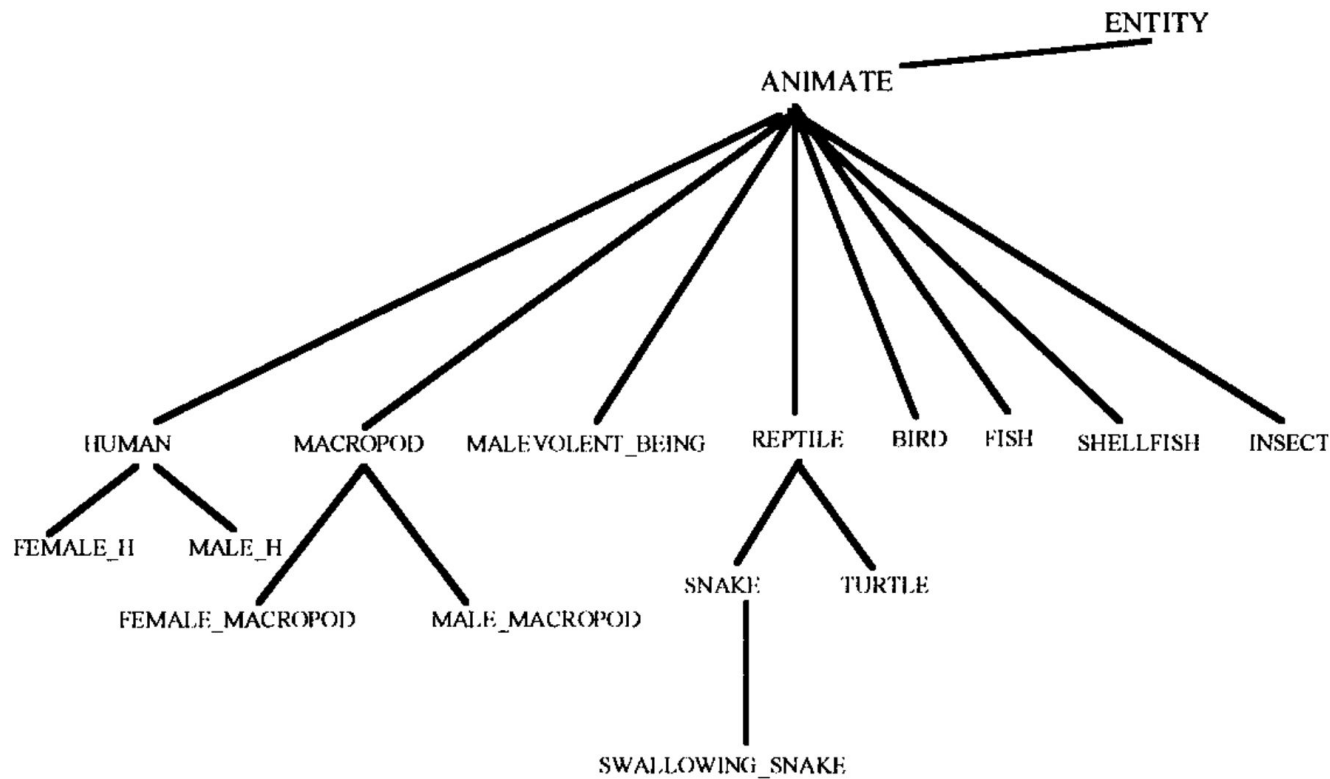 ENTITY
ANIMATE
HUMAN MACROPOD MALEVOLENT_BEING REPTILE BIRD FISH SHELLFISH INSECT
FEMALE_H MALE_H
SNAKE TURTLE
FEMALE_MACROPOD MALE_MACROPOD
SWALLOWING_SNAKE